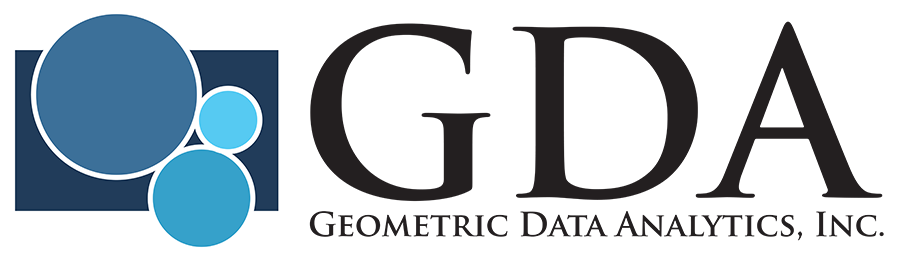 GDA
Geometric Data Analytics, Inc.